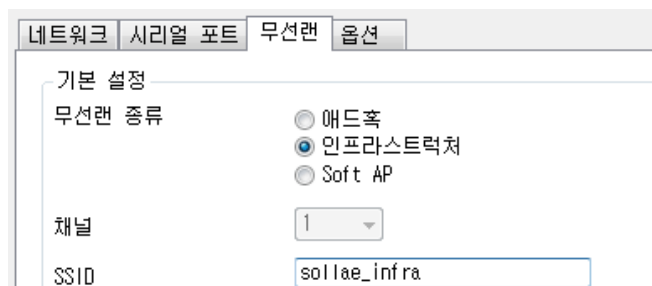 네트워크 시리얼 포트 무선랜 옵션
기본 설정
무선랜 종류 애드혹
인프라스트럭처
Soft AP
채널 1
SSID sollae_infra